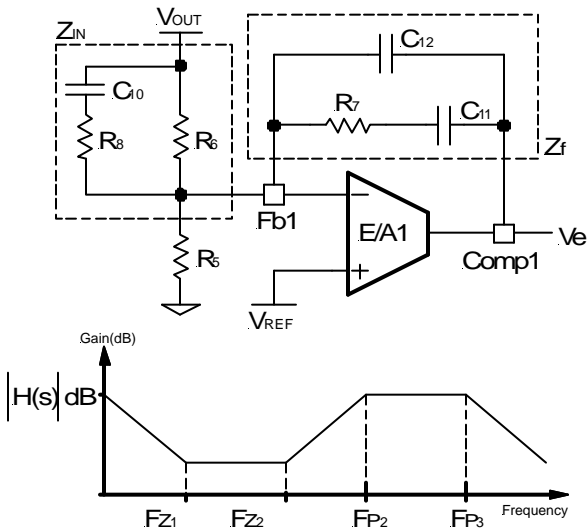 VOUT
ZIN
C10
R8
R6
C12
R7
C11
Zf
Fb1
E/A1
Ve
Comp1
R5
VREF
Gain(dB)
|H(s)| dB
FZ1
FZ2
FP2
FP3
Frequency